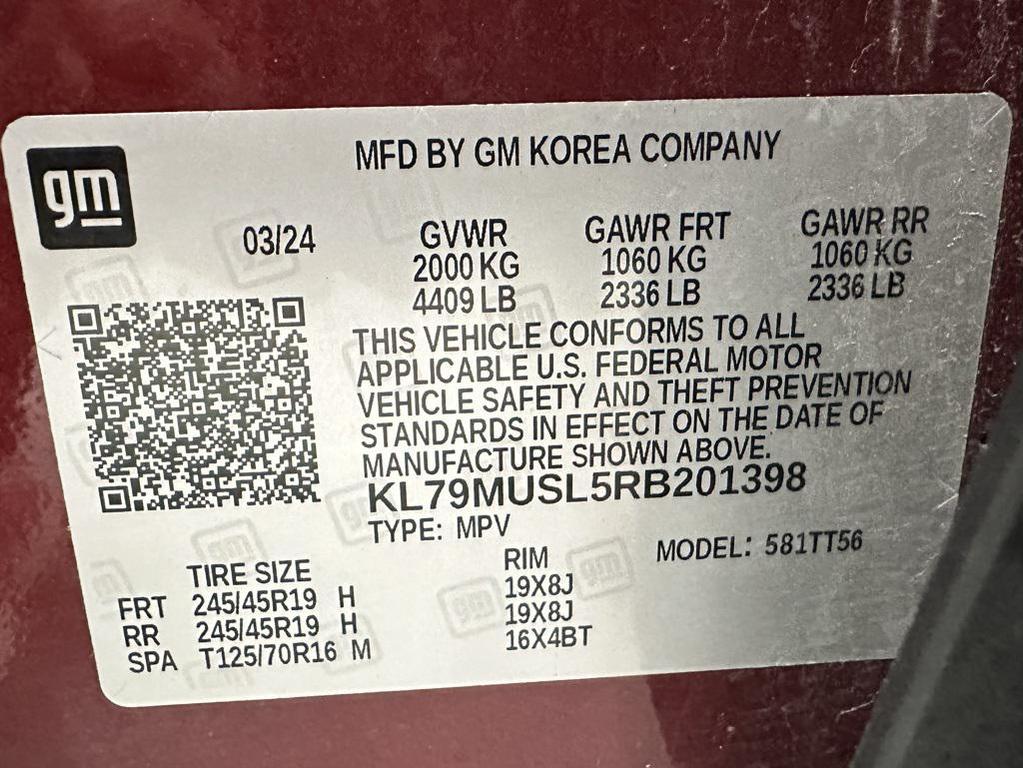 gm
MFD BY GM KOREA COMPANY
03/24
GVWR GAWR FRT GAWR RR
2000 KG 1060 KG 1060 KG
4409 LB 2336 LB 2336 LB
THIS VEHICLE CONFORMS TO ALL
APPLICABLE U.S. FEDERAL MOTOR
VEHICLE SAFETY AND THEFT PREVENTION
STANDARDS IN EFFECT ON THE DATE OF
MANUFACTURE SHOWN ABOVE.
KL79MUSL5RB201398
TYPE: MPV
MODEL: 581TT56
TIRE SIZE RIM
FRT 245/45R19 H 19X8J
RR 245/45R19 H 19X8J
SPA T125/70R16 M 16X4BT